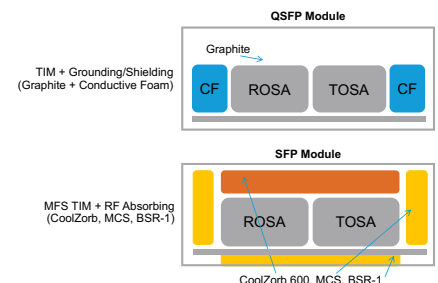 QSFP Module
Graphite
TIM + Grounding/Shielding
(Graphite + Conductive Foam)
CF
ROSA
TOSA
CF
SFP Module
MFS TIM + RF Absorbing
(CoolZorb, MCS, BSR-1)
ROSA
TOSA
CoolZorb 600, MCS, BSR-1